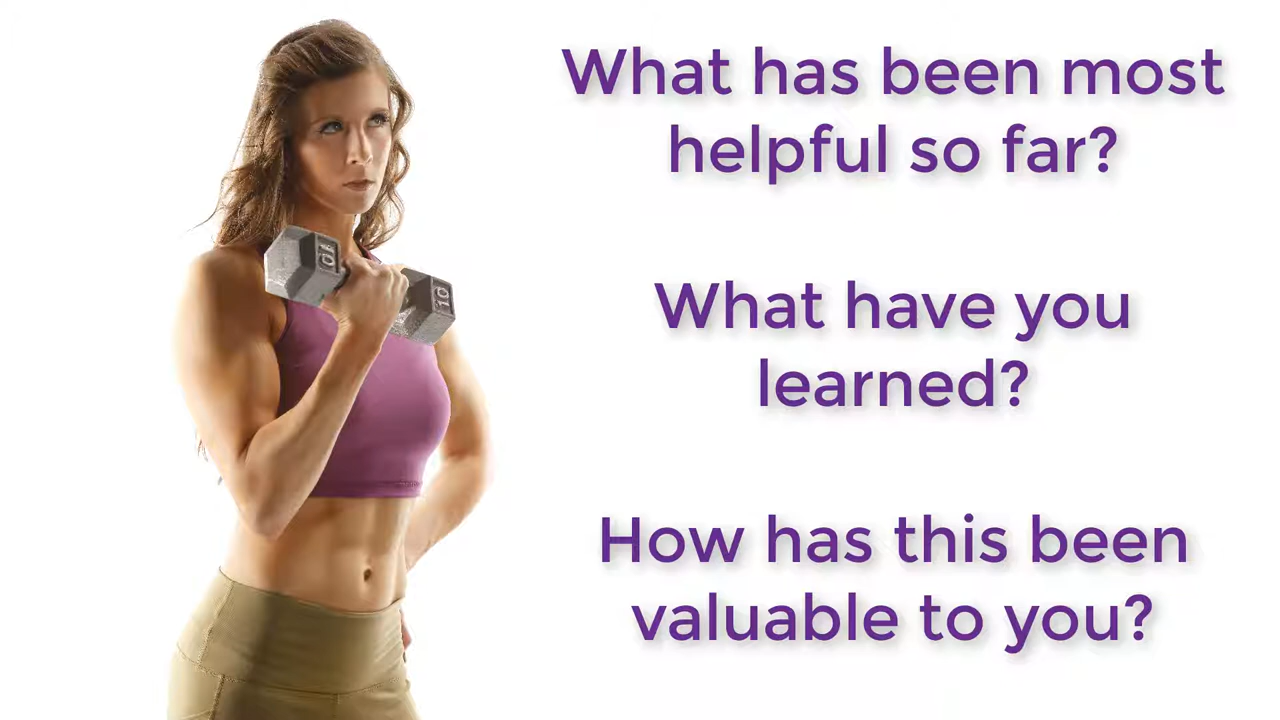 What has been most
helpful so far?
What have you
learned?
How has this been
valuable to you?
10
10